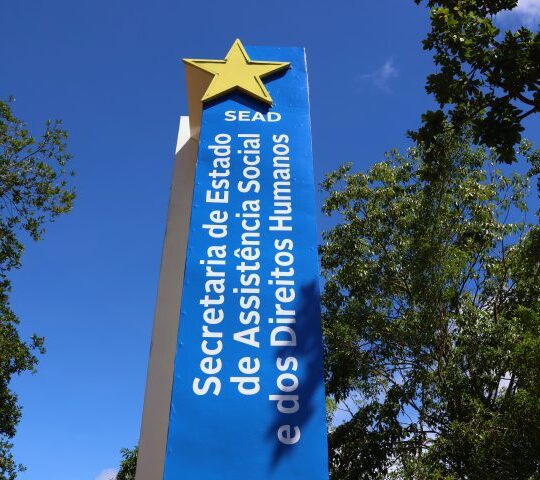 SEAD
Secretaria de Estado
de Assistência Social
e dos Direitos Humanos